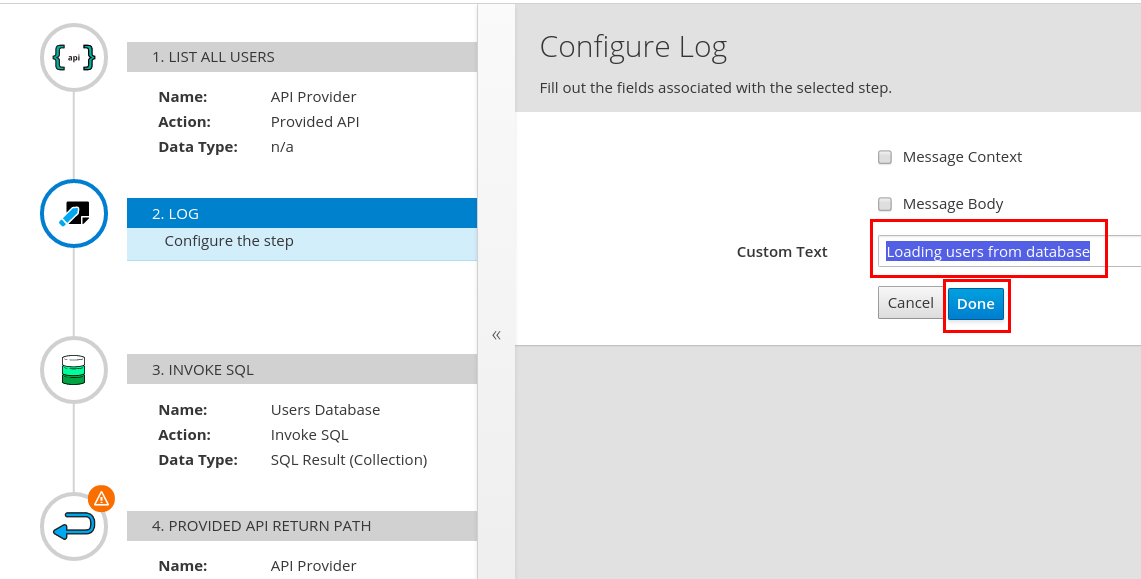 api
1. LIST ALL USERS
Name: API Provider
Action: Provided API
Data Type: n/a
2. LOG
Configure the step
3. INVOKE SQL
Name: Users Database
Action: Invoke SQL
Data Type: SQL Result (Collection)
4. PROVIDED API RETURN PATH
Name: API Provider
«
Configure Log
Fill out the fields associated with the selected step.
Message Context
Message Body
Custom Text Loading users from database
Cancel Done